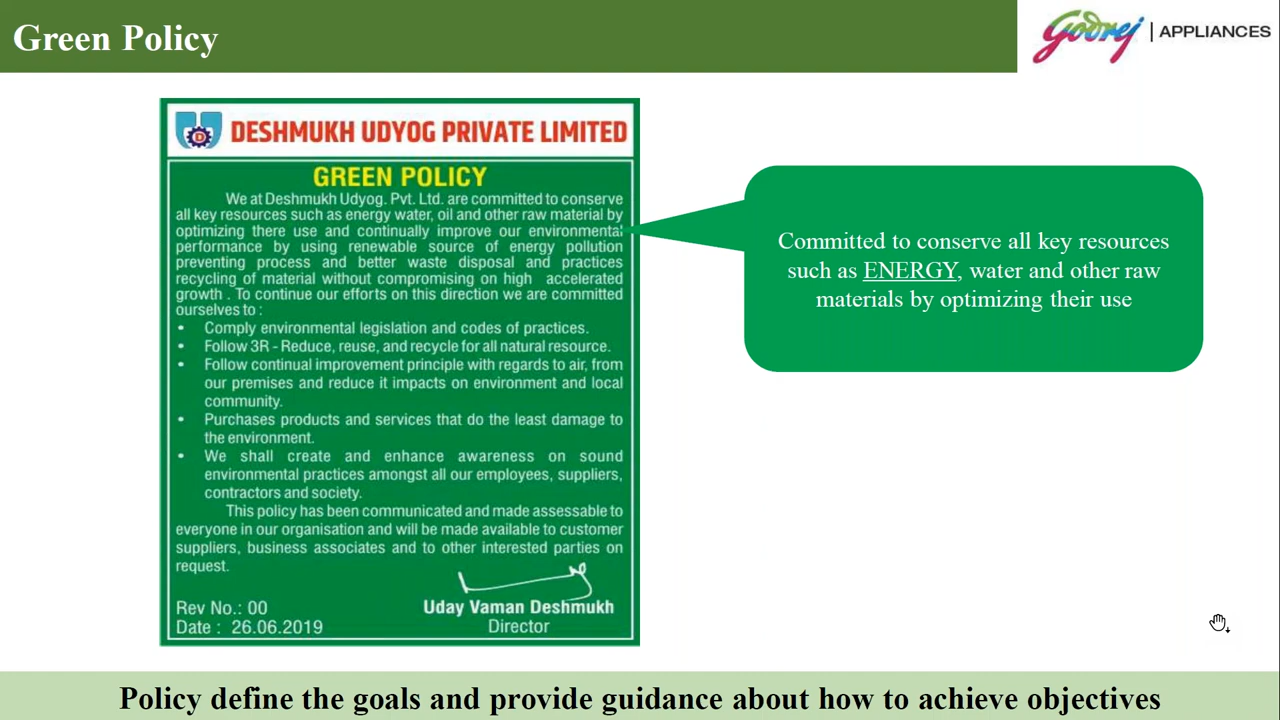 Green Policy
Godrej | APPLIANCES
DESHMUKH UDYOG PRIVATE LIMITED
D
GREEN POLICY
We at Deshmukh Udyog. Pvt. Ltd. are committed to conserve
all key resources such as energy water, oil and other raw material by
optimizing there use and continually improve our environmental
performance by using renewable source of energy pollution
preventing process and better waste disposal and practices
recycling of material without compromising on high accelerated
growth . To continue our efforts on this direction we are committed
ourselves to :
• Comply environmental legislation and codes of practices.
• Follow 3R - Reduce, reuse, and recycle for all natural resource.
• Follow continual improvement principle with regards to air, from
our premises and reduce it impacts on environment and local
community.
• Purchases products and services that do the least damage to
the environment.
• We shall create and enhance awareness on sound
environmental practices amongst all our employees, suppliers,
contractors and society.
This policy has been communicated and made assessable to
everyone in our organisation and will be made available to customer
suppliers, business associates and to other interested parties on
request.
Uday Vaman Deshmukh
Director
Rev No.: 00
Date : 26.06.2019
Committed to conserve all key resources
such as ENERGY, water and other raw
materials by optimizing their use
Policy define the goals and provide guidance about how to achieve objectives